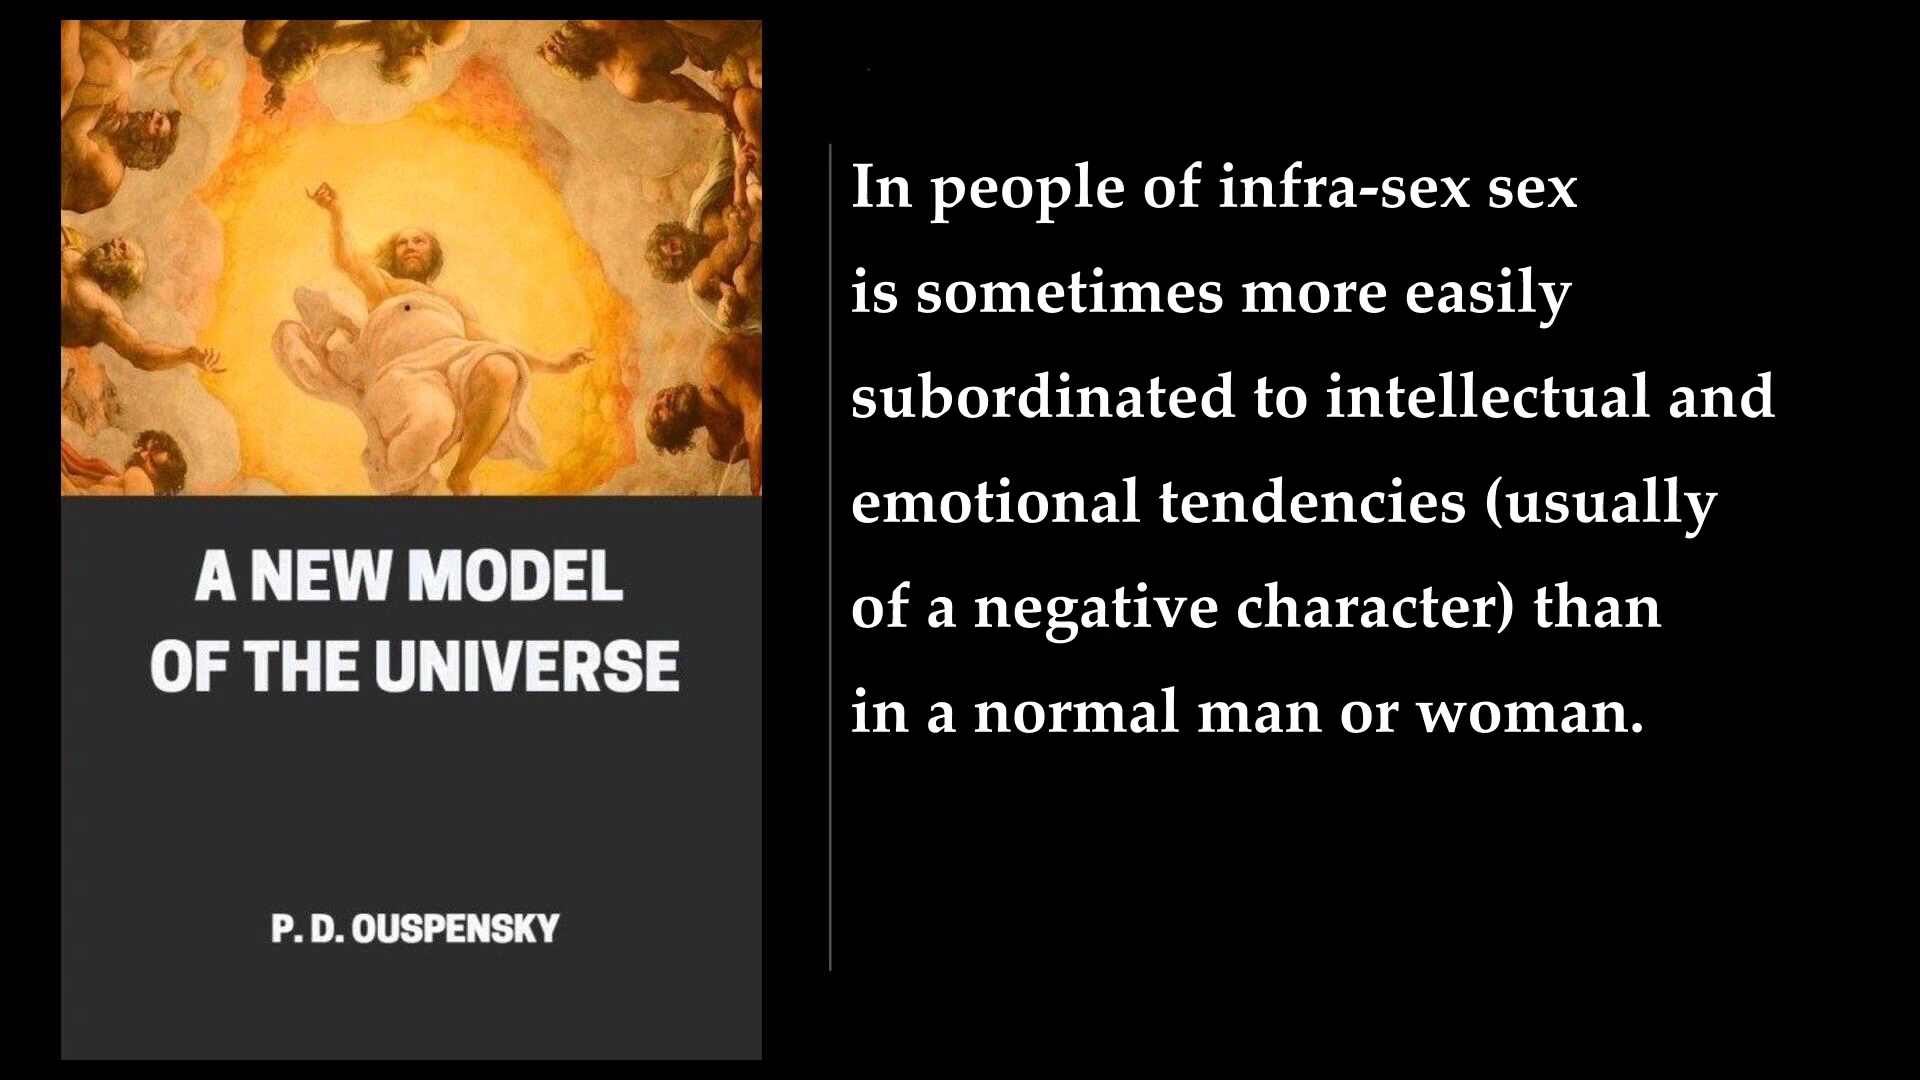 A NEW MODEL
OF THE UNIVERSE
P. D. OUSPENSKY
In people of infra-sex sex
is sometimes more easily
subordinated to intellectual and
emotional tendencies (usually
of a negative character) than
in a normal man or woman.